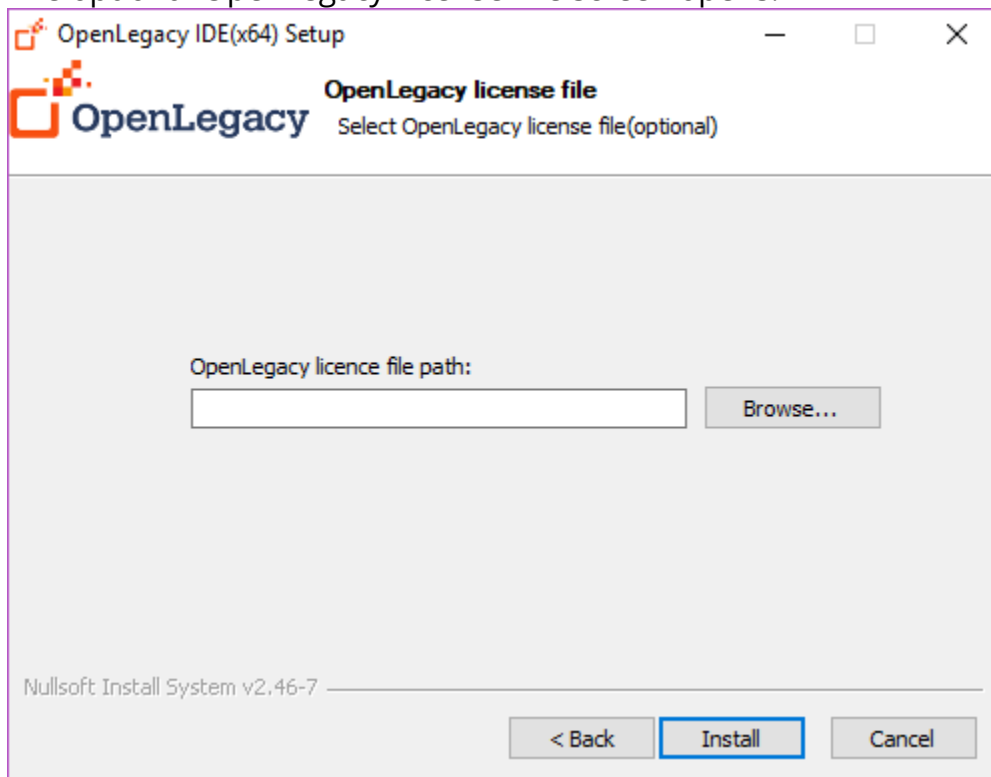 OpenLegacy IDE(x64) Setup
OpenLegacy
OpenLegacy license file
Select OpenLegacy license file(optional)
OpenLegacy licence file path:
Browse...
Nullsoft Install System v2.46-7
< Back
Install
Cancel